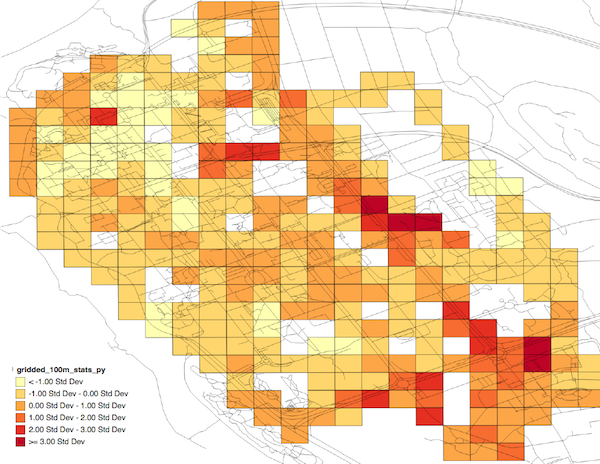 gridded_100m_stats_py
< -1.00 Std Dev
-1.00 Std Dev - 0.00 Std Dev
0.00 Std Dev - 1.00 Std Dev
1.00 Std Dev - 2.00 Std Dev
2.00 Std Dev - 3.00 Std Dev
>= 3.00 Std Dev